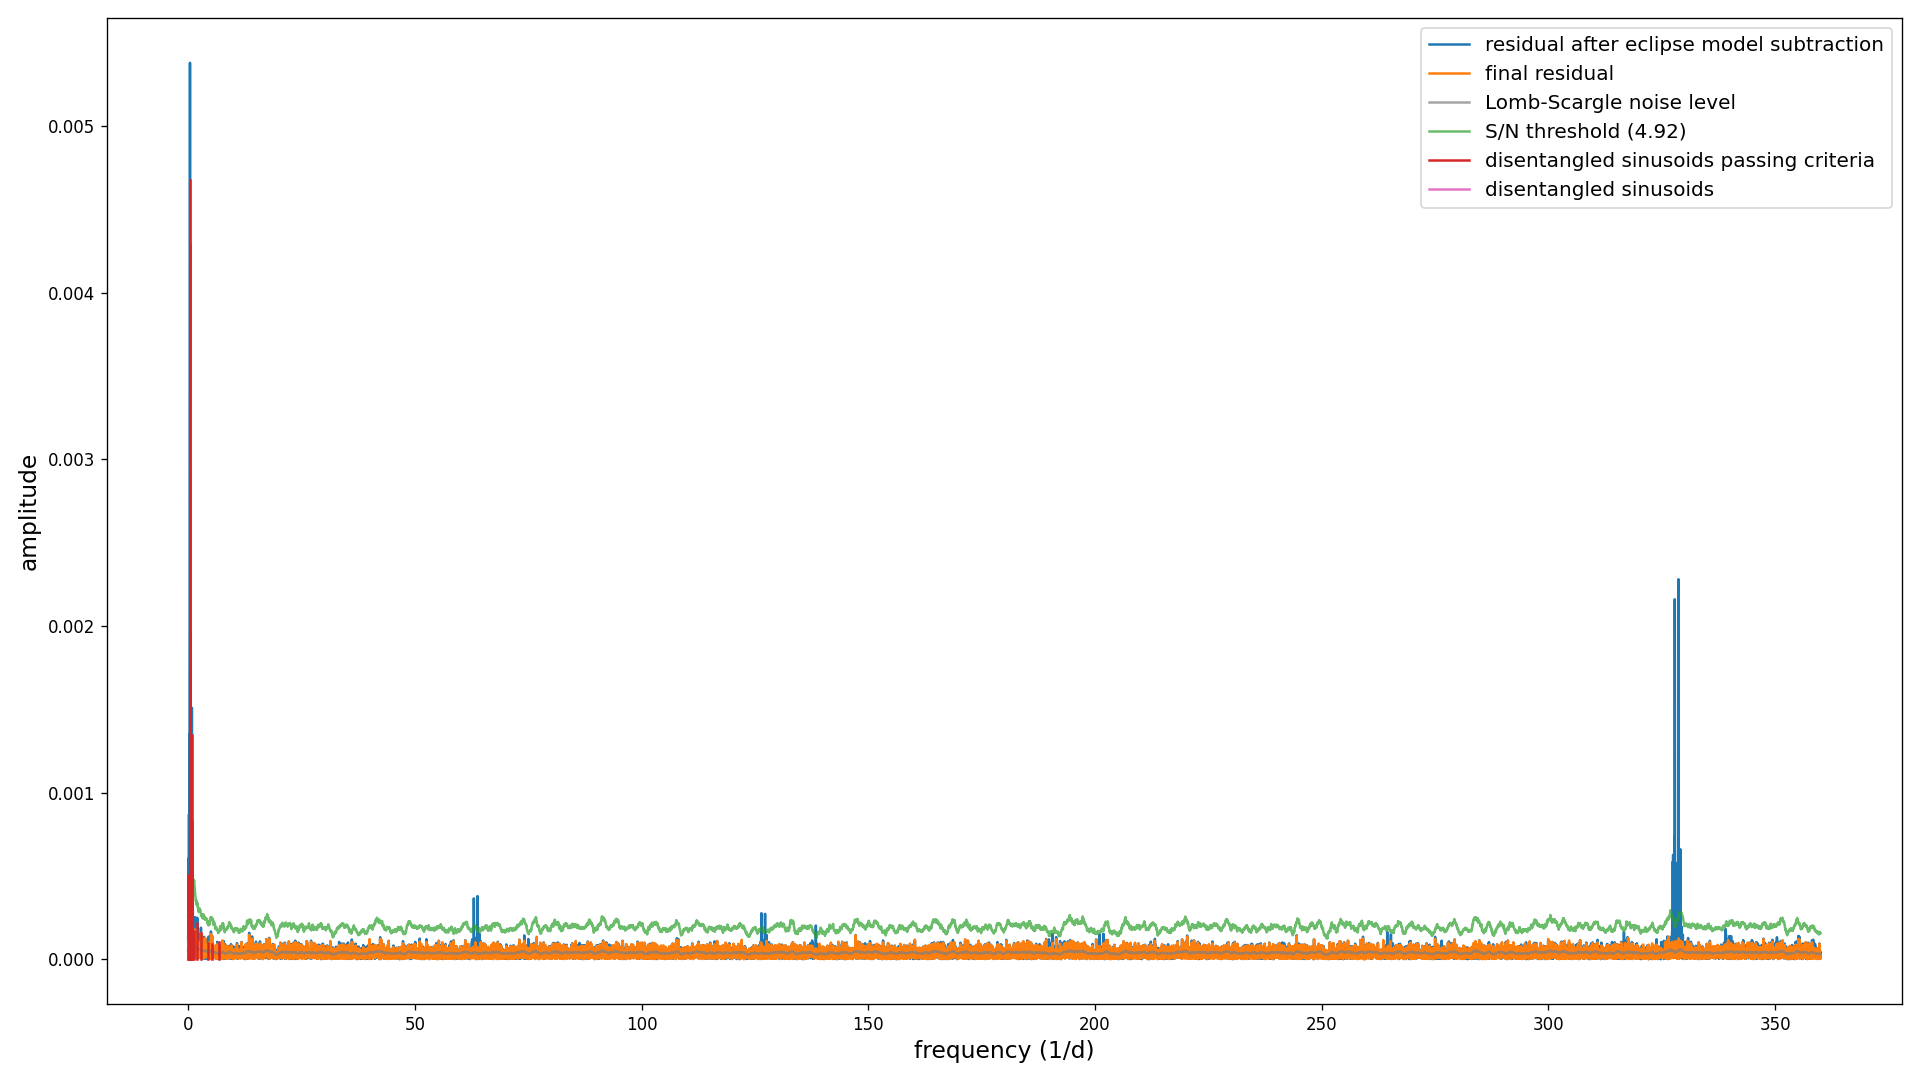 residual after eclipse model subtraction
final residual
Lomb-Scargle noise level
S/N threshold (4.92)
disentangled sinusoids passing criteria
disentangled sinusoids
amplitude
0.005
0.004
0.003
0.002
0.001
0.000
0 50 100 150 200 250 300 350
frequency (1/d)